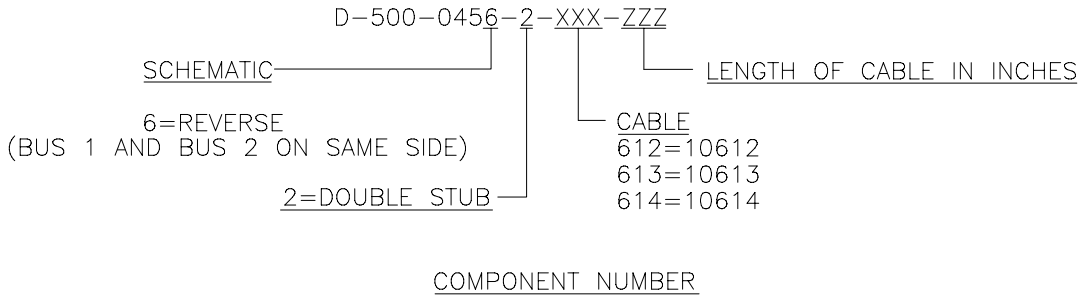 D-500-0456-2-XXX-ZZZ
SCHEMATIC
6=REVERSE
(BUS 1 AND BUS 2 ON SAME SIDE)
2=DOUBLE STUB
LENGTH OF CABLE IN INCHES
CABLE
612=10612
613=10613
614=10614
COMPONENT NUMBER